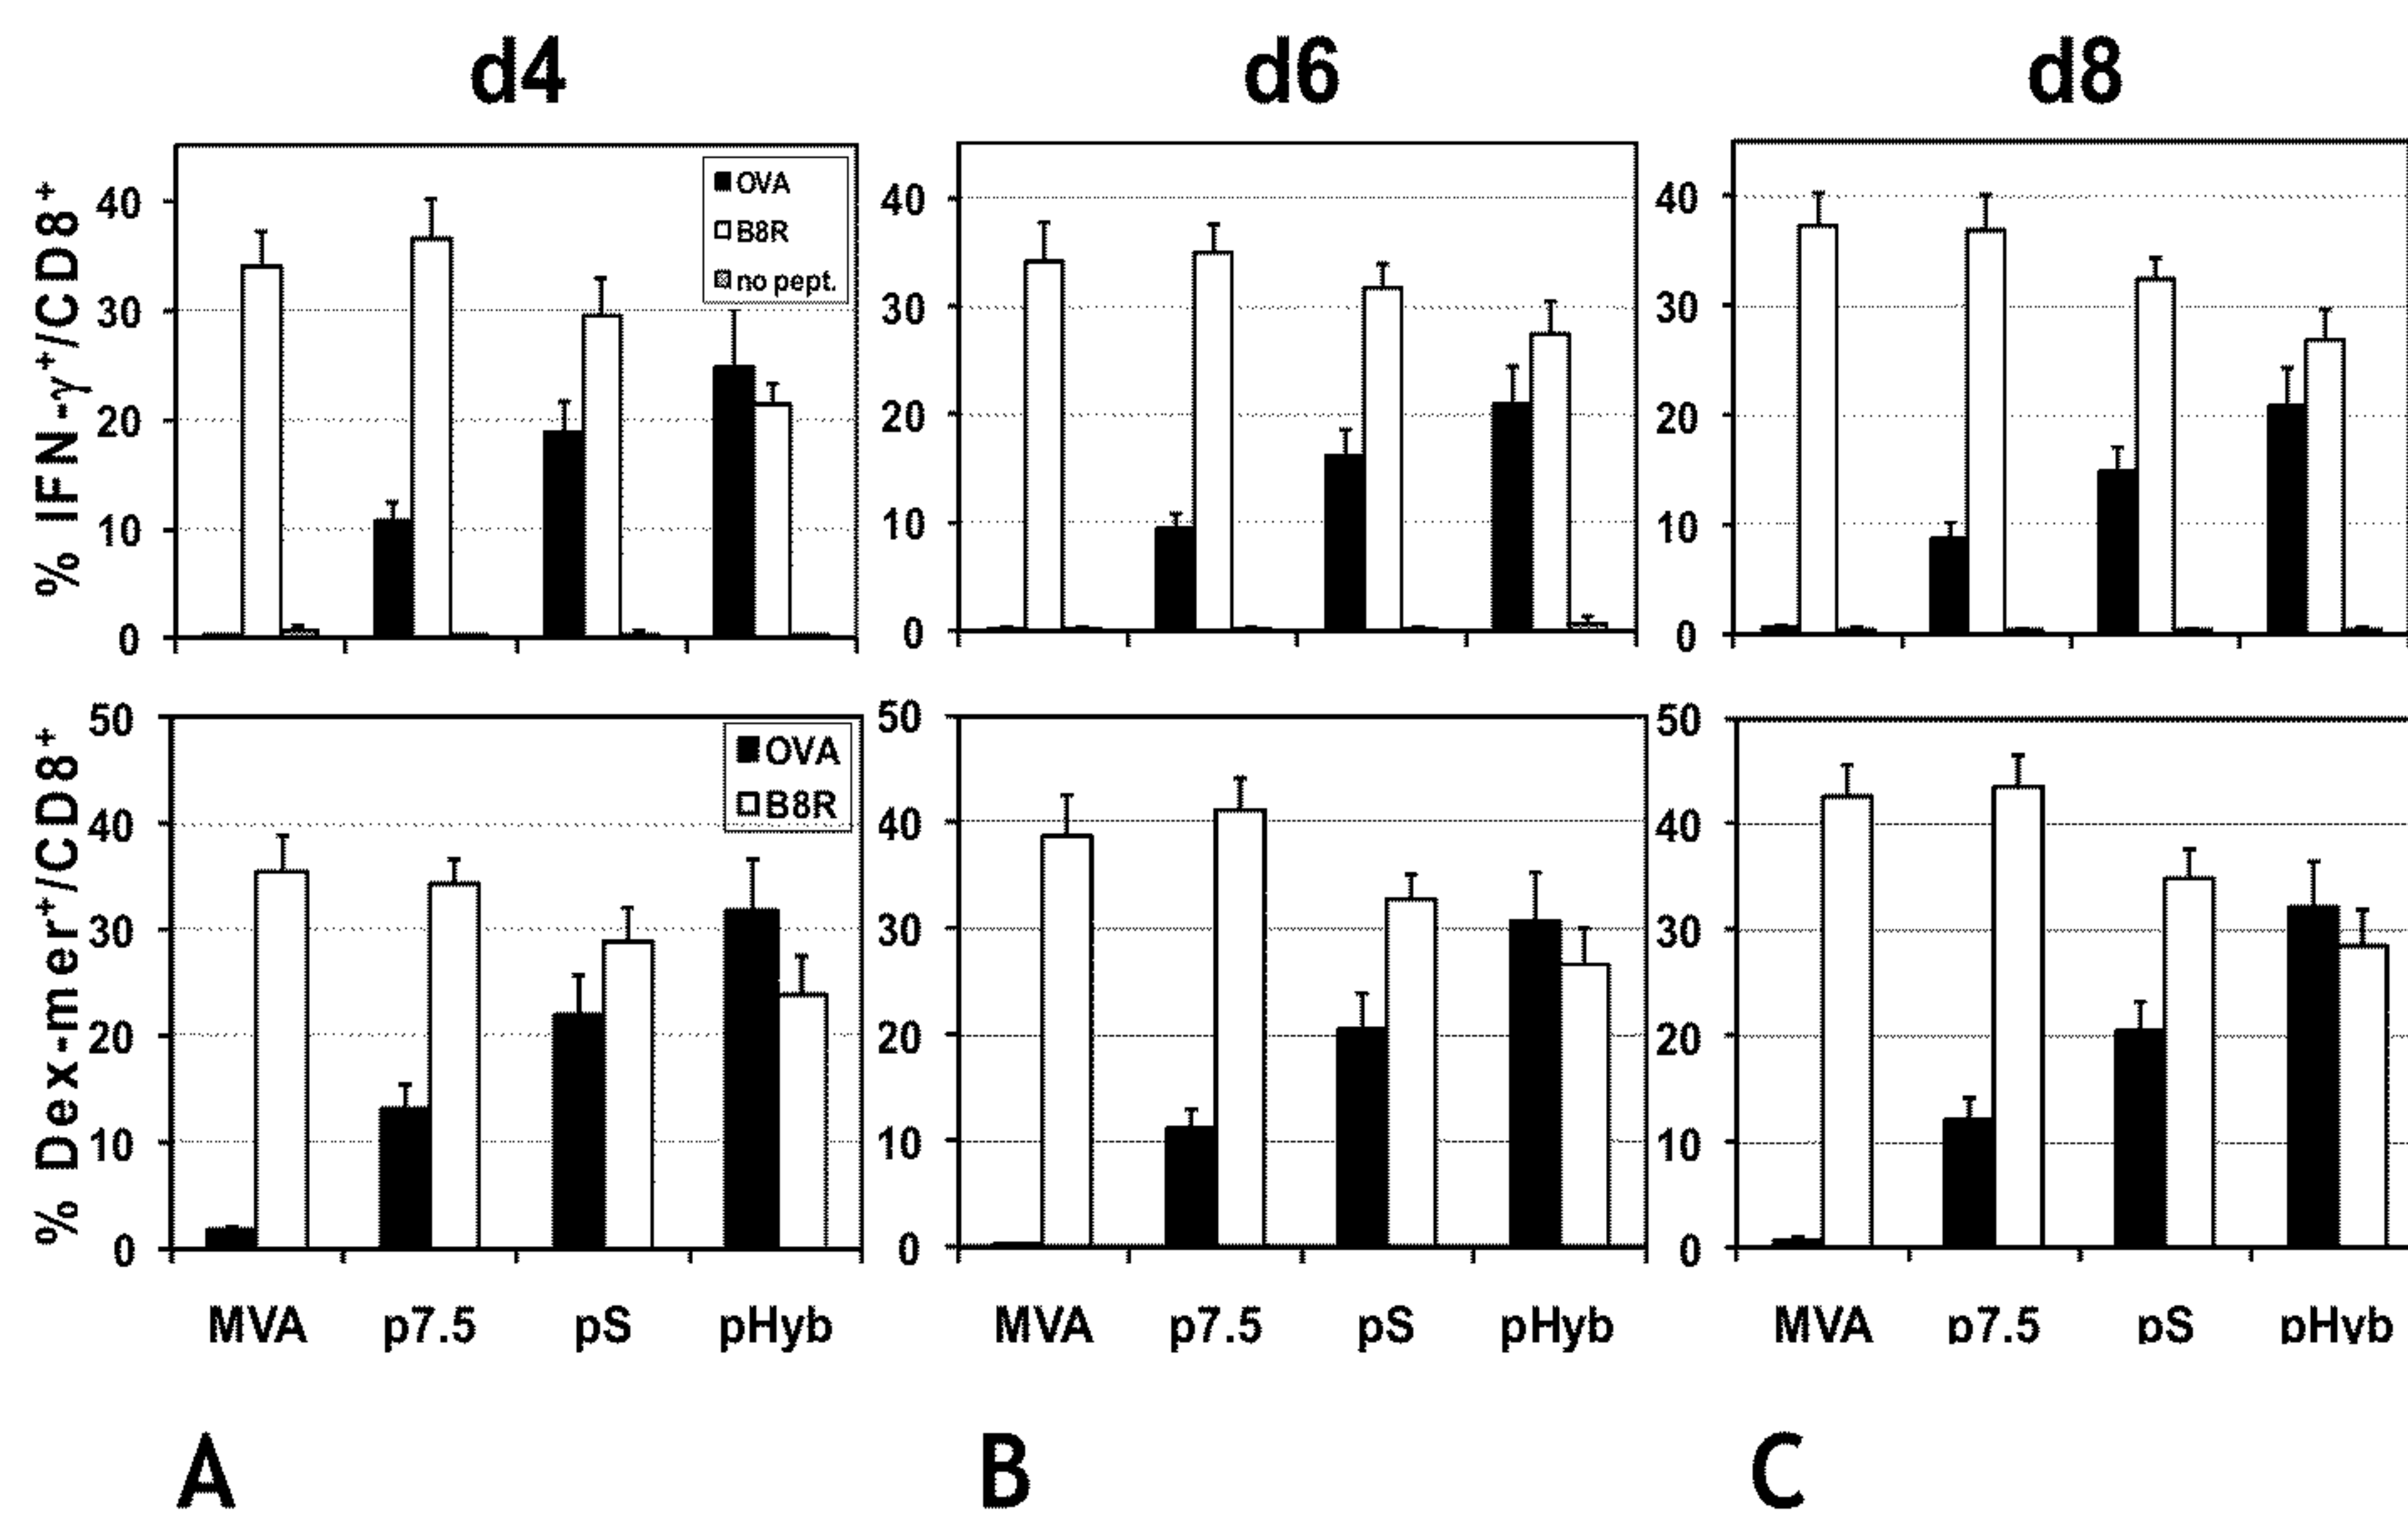 d4 d6 d8
% IFN-γ⁺/CD8⁺
40 30 20 10 0
OVA
B8R
no pept.
40 30 20 10 0
40 30 20 10 0
% Dex-mer⁺/CD8⁺
50 40 30 20 10 0
OVA
B8R
50 40 30 20 10 0
50 40 30 20 10 0
MVA p7.5 pS pHyb MVA p7.5 pS pHyb MVA p7.5 pS pHyb
A B C